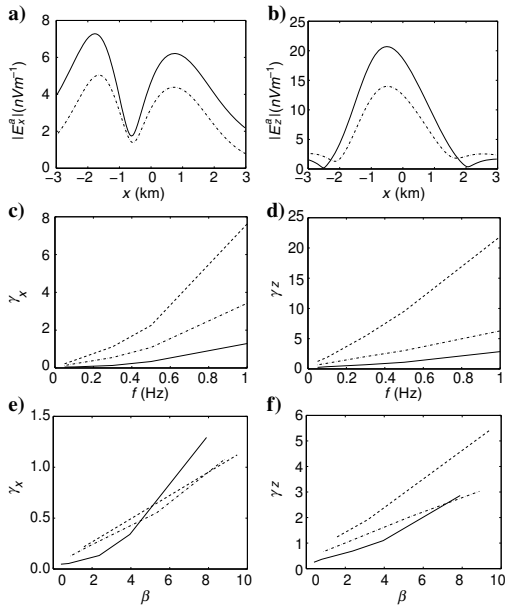 a)
|E_x^a| (nVm⁻¹)
8
6
4
2
0
−3 −2 −1 0 1 2 3
x (km)
b)
|E_z^a| (nVm⁻¹)
25
20
15
10
5
0
−3 −2 −1 0 1 2 3
x (km)
c)
γ_x
8
6
4
2
0
0 0.2 0.4 0.6 0.8 1
f (Hz)
d)
γ_z
25
20
15
10
5
0
0 0.2 0.4 0.6 0.8 1
f (Hz)
e)
γ_x
1.5
1.0
0.5
0.0
0 2 4 6 8 10
β
f)
γ_z
6
5
4
3
2
1
0
0 2 4 6 8 10
β